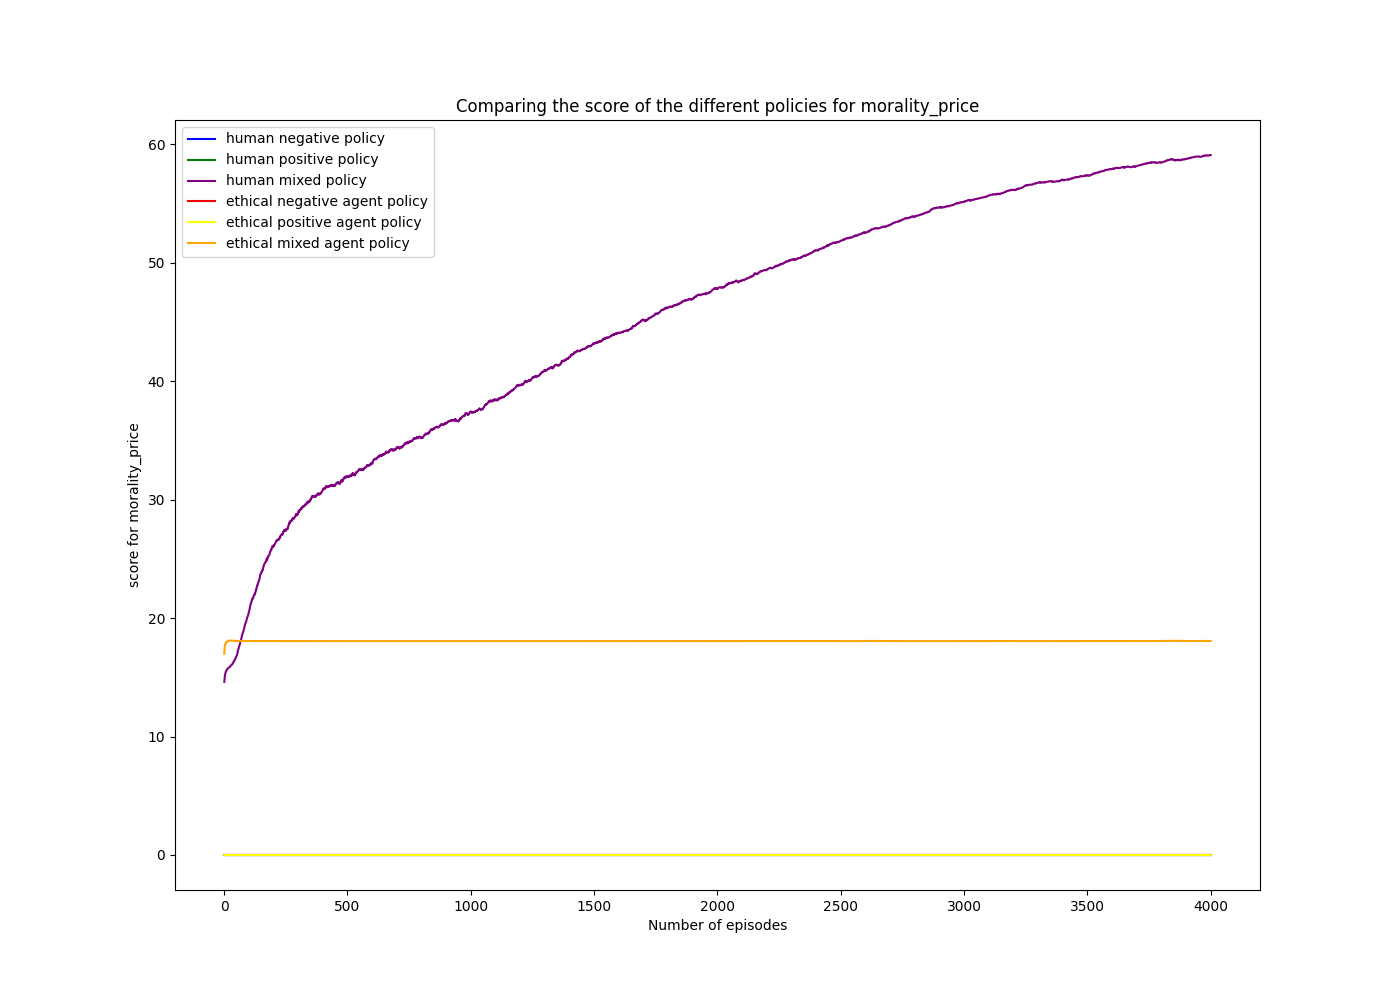 Comparing the score of the different policies for morality_price
human negative policy
human positive policy
human mixed policy
ethical negative agent policy
ethical positive agent policy
ethical mixed agent policy
score for morality_price
60
50
40
30
20
10
0
0 500 1000 1500 2000 2500 3000 3500 4000
Number of episodes